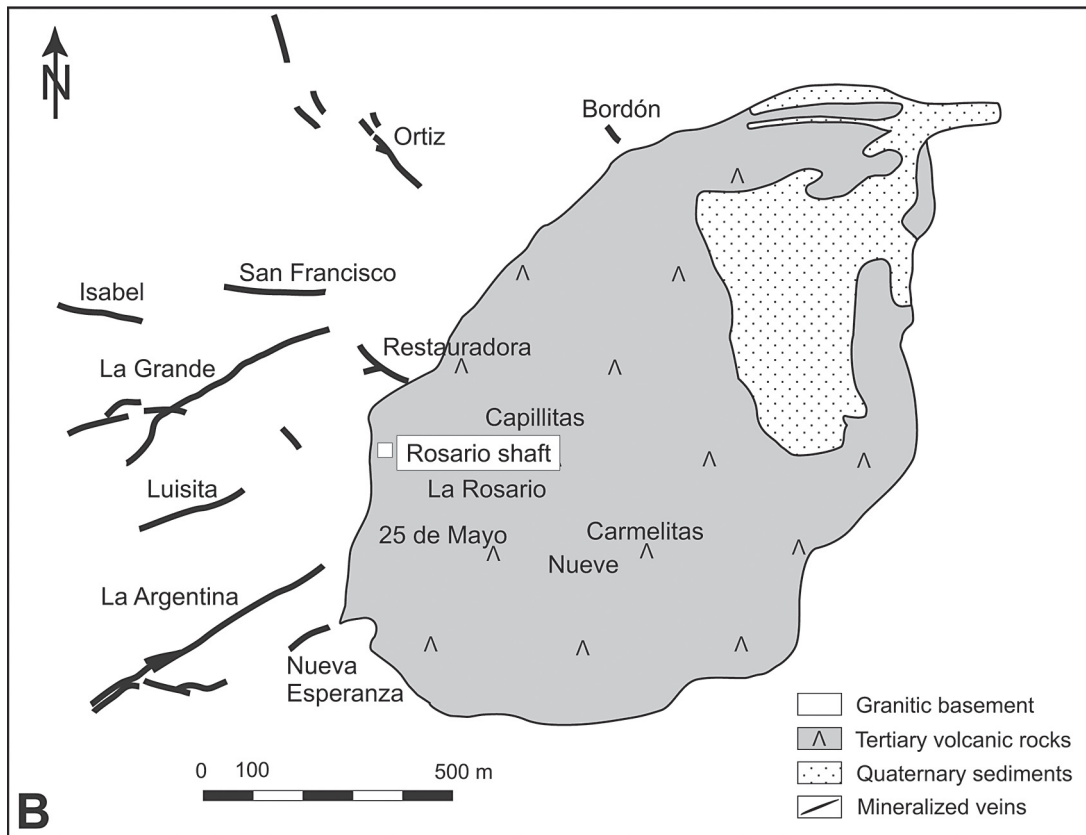 N
Bordón
Ortiz
San Francisco
Isabel
Restauradora
La Grande
Capillitas
Rosario shaft
La Rosario
Luisita
25 de Mayo
Carmelitas
Nueve
La Argentina
Nueva
Esperanza
Granitic basement
Tertiary volcanic rocks
Quaternary sediments
Mineralized veins
0 100 500 m
B